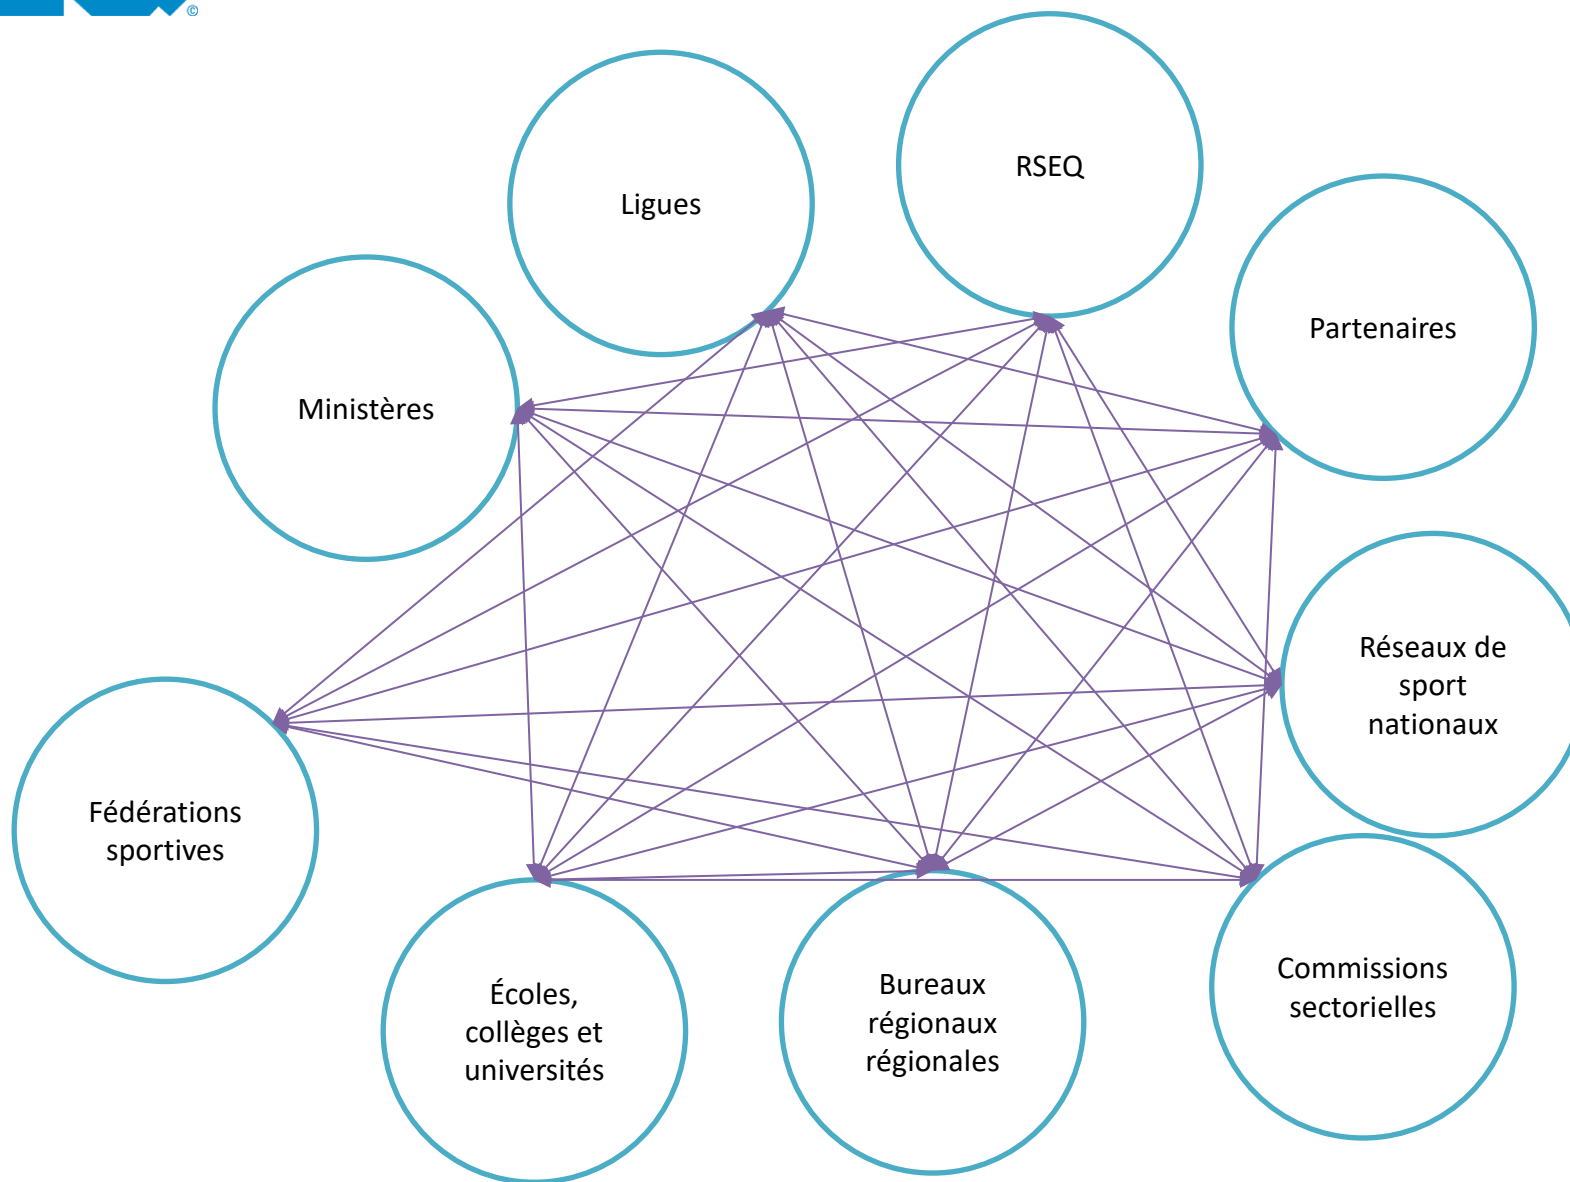 ©
RSEQ
Ligues
Partenaires
Ministères
Réseaux de
sport
nationaux
Fédérations
sportives
Commissions
sectorielles
Bureaux
régionaux
régionales
Écoles,
collèges et
universités